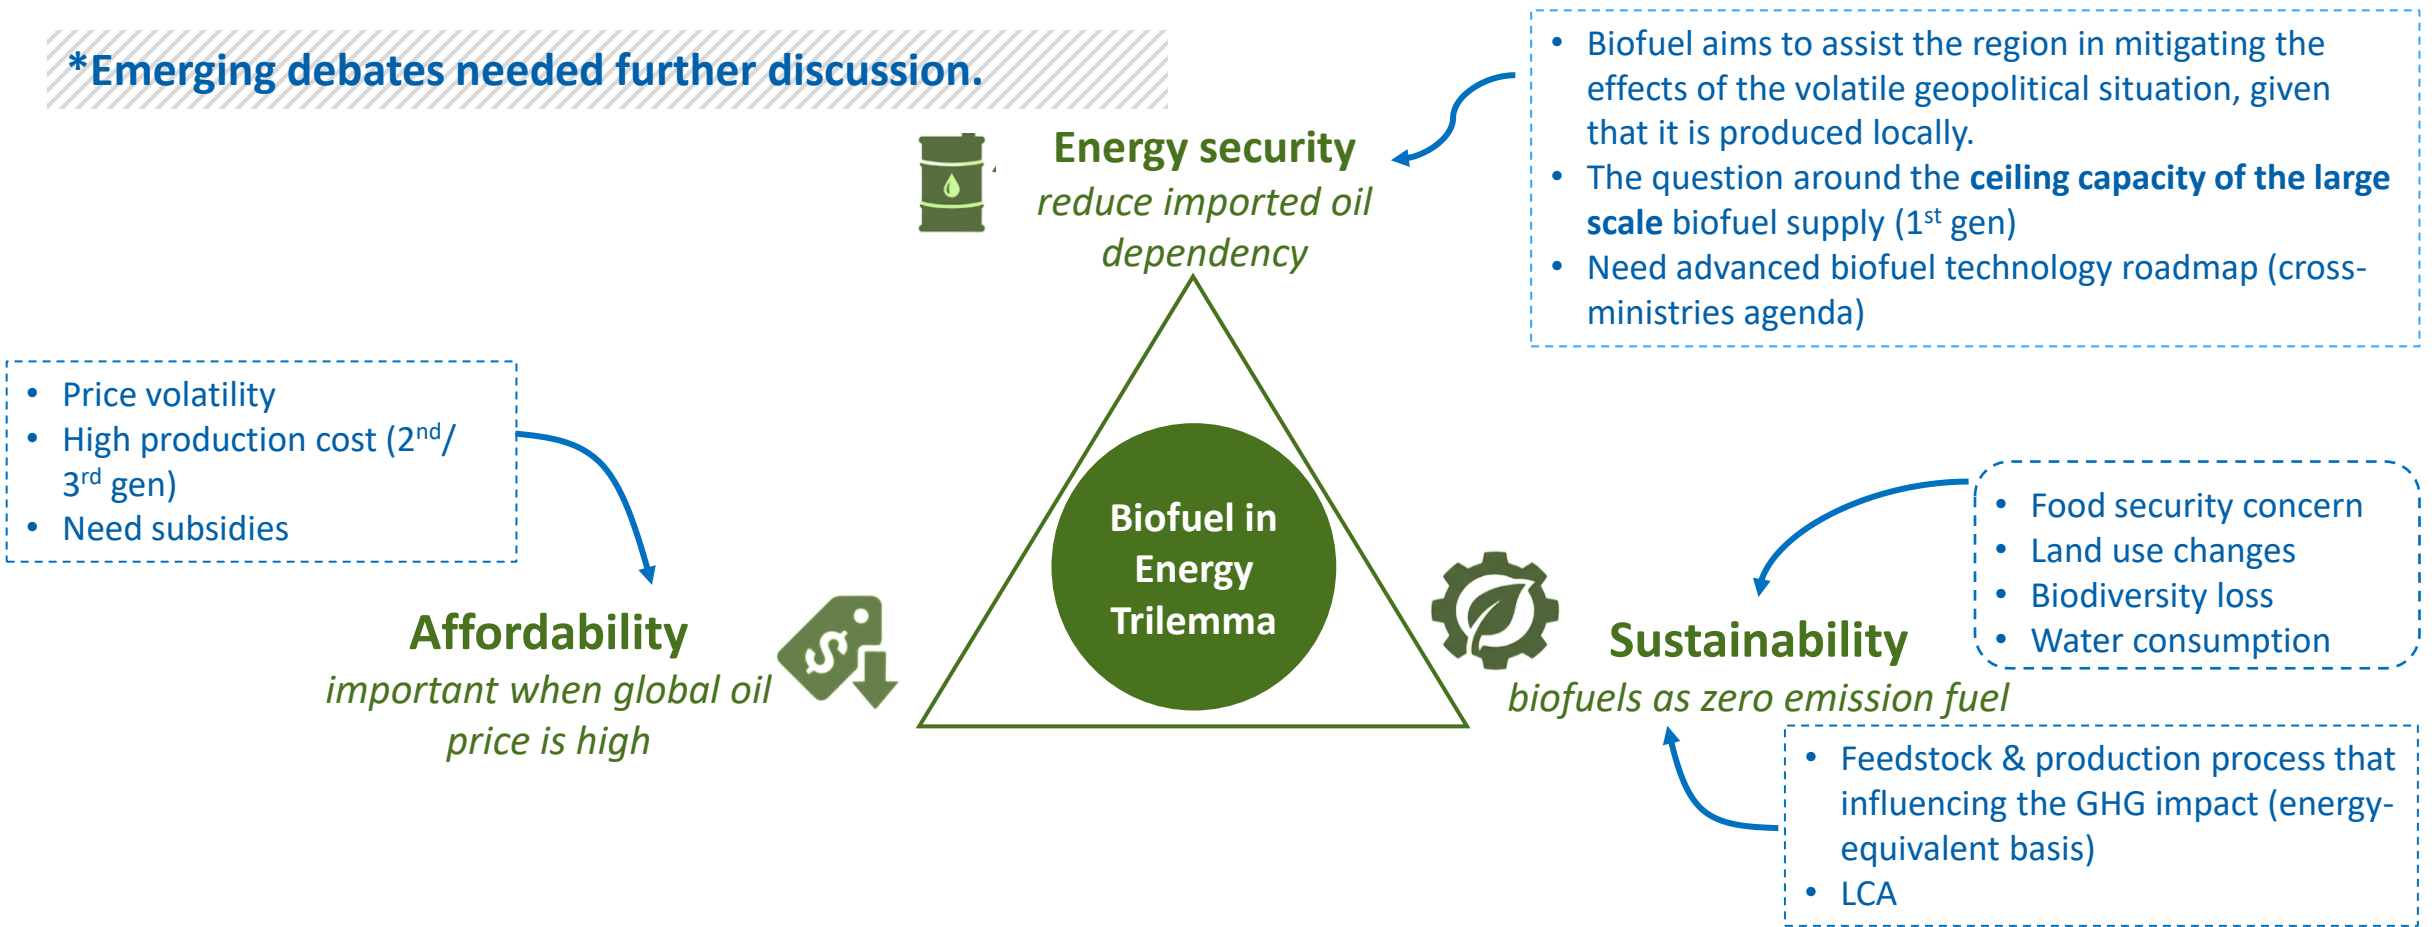 *Emerging debates needed further discussion.
• Biofuel aims to assist the region in mitigating the
effects of the volatile geopolitical situation, given
that it is produced locally.
• The question around the ceiling capacity of the large
scale biofuel supply (1st gen)
• Need advanced biofuel technology roadmap (cross-
ministries agenda)
Energy security
reduce imported oil
dependency
• Price volatility
• High production cost (2nd/
3rd gen)
• Need subsidies
Affordability
important when global oil
price is high
$
Biofuel in
Energy
Trilemma
• Food security concern
• Land use changes
• Biodiversity loss
• Water consumption
Sustainability
biofuels as zero emission fuel
• Feedstock & production process that
influencing the GHG impact (energy-
equivalent basis)
• LCA